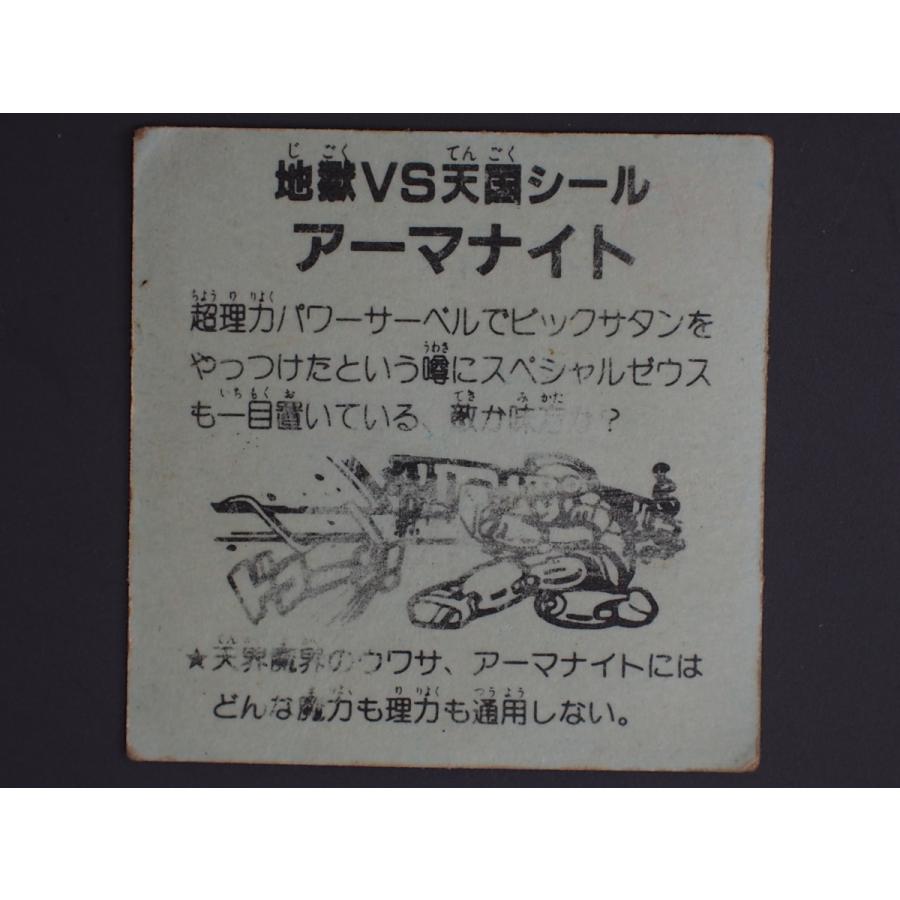 地獄VS天国シール
アーマナイト
超理力パワーサーベルでビックサタンを
やっつけたという噂にスペシャルゼウス
も一目置いている、敵か味方か?
ドコーン
★天界魔界のウワサ、アーマナイトには
どんな魔力も理力も通用しない。